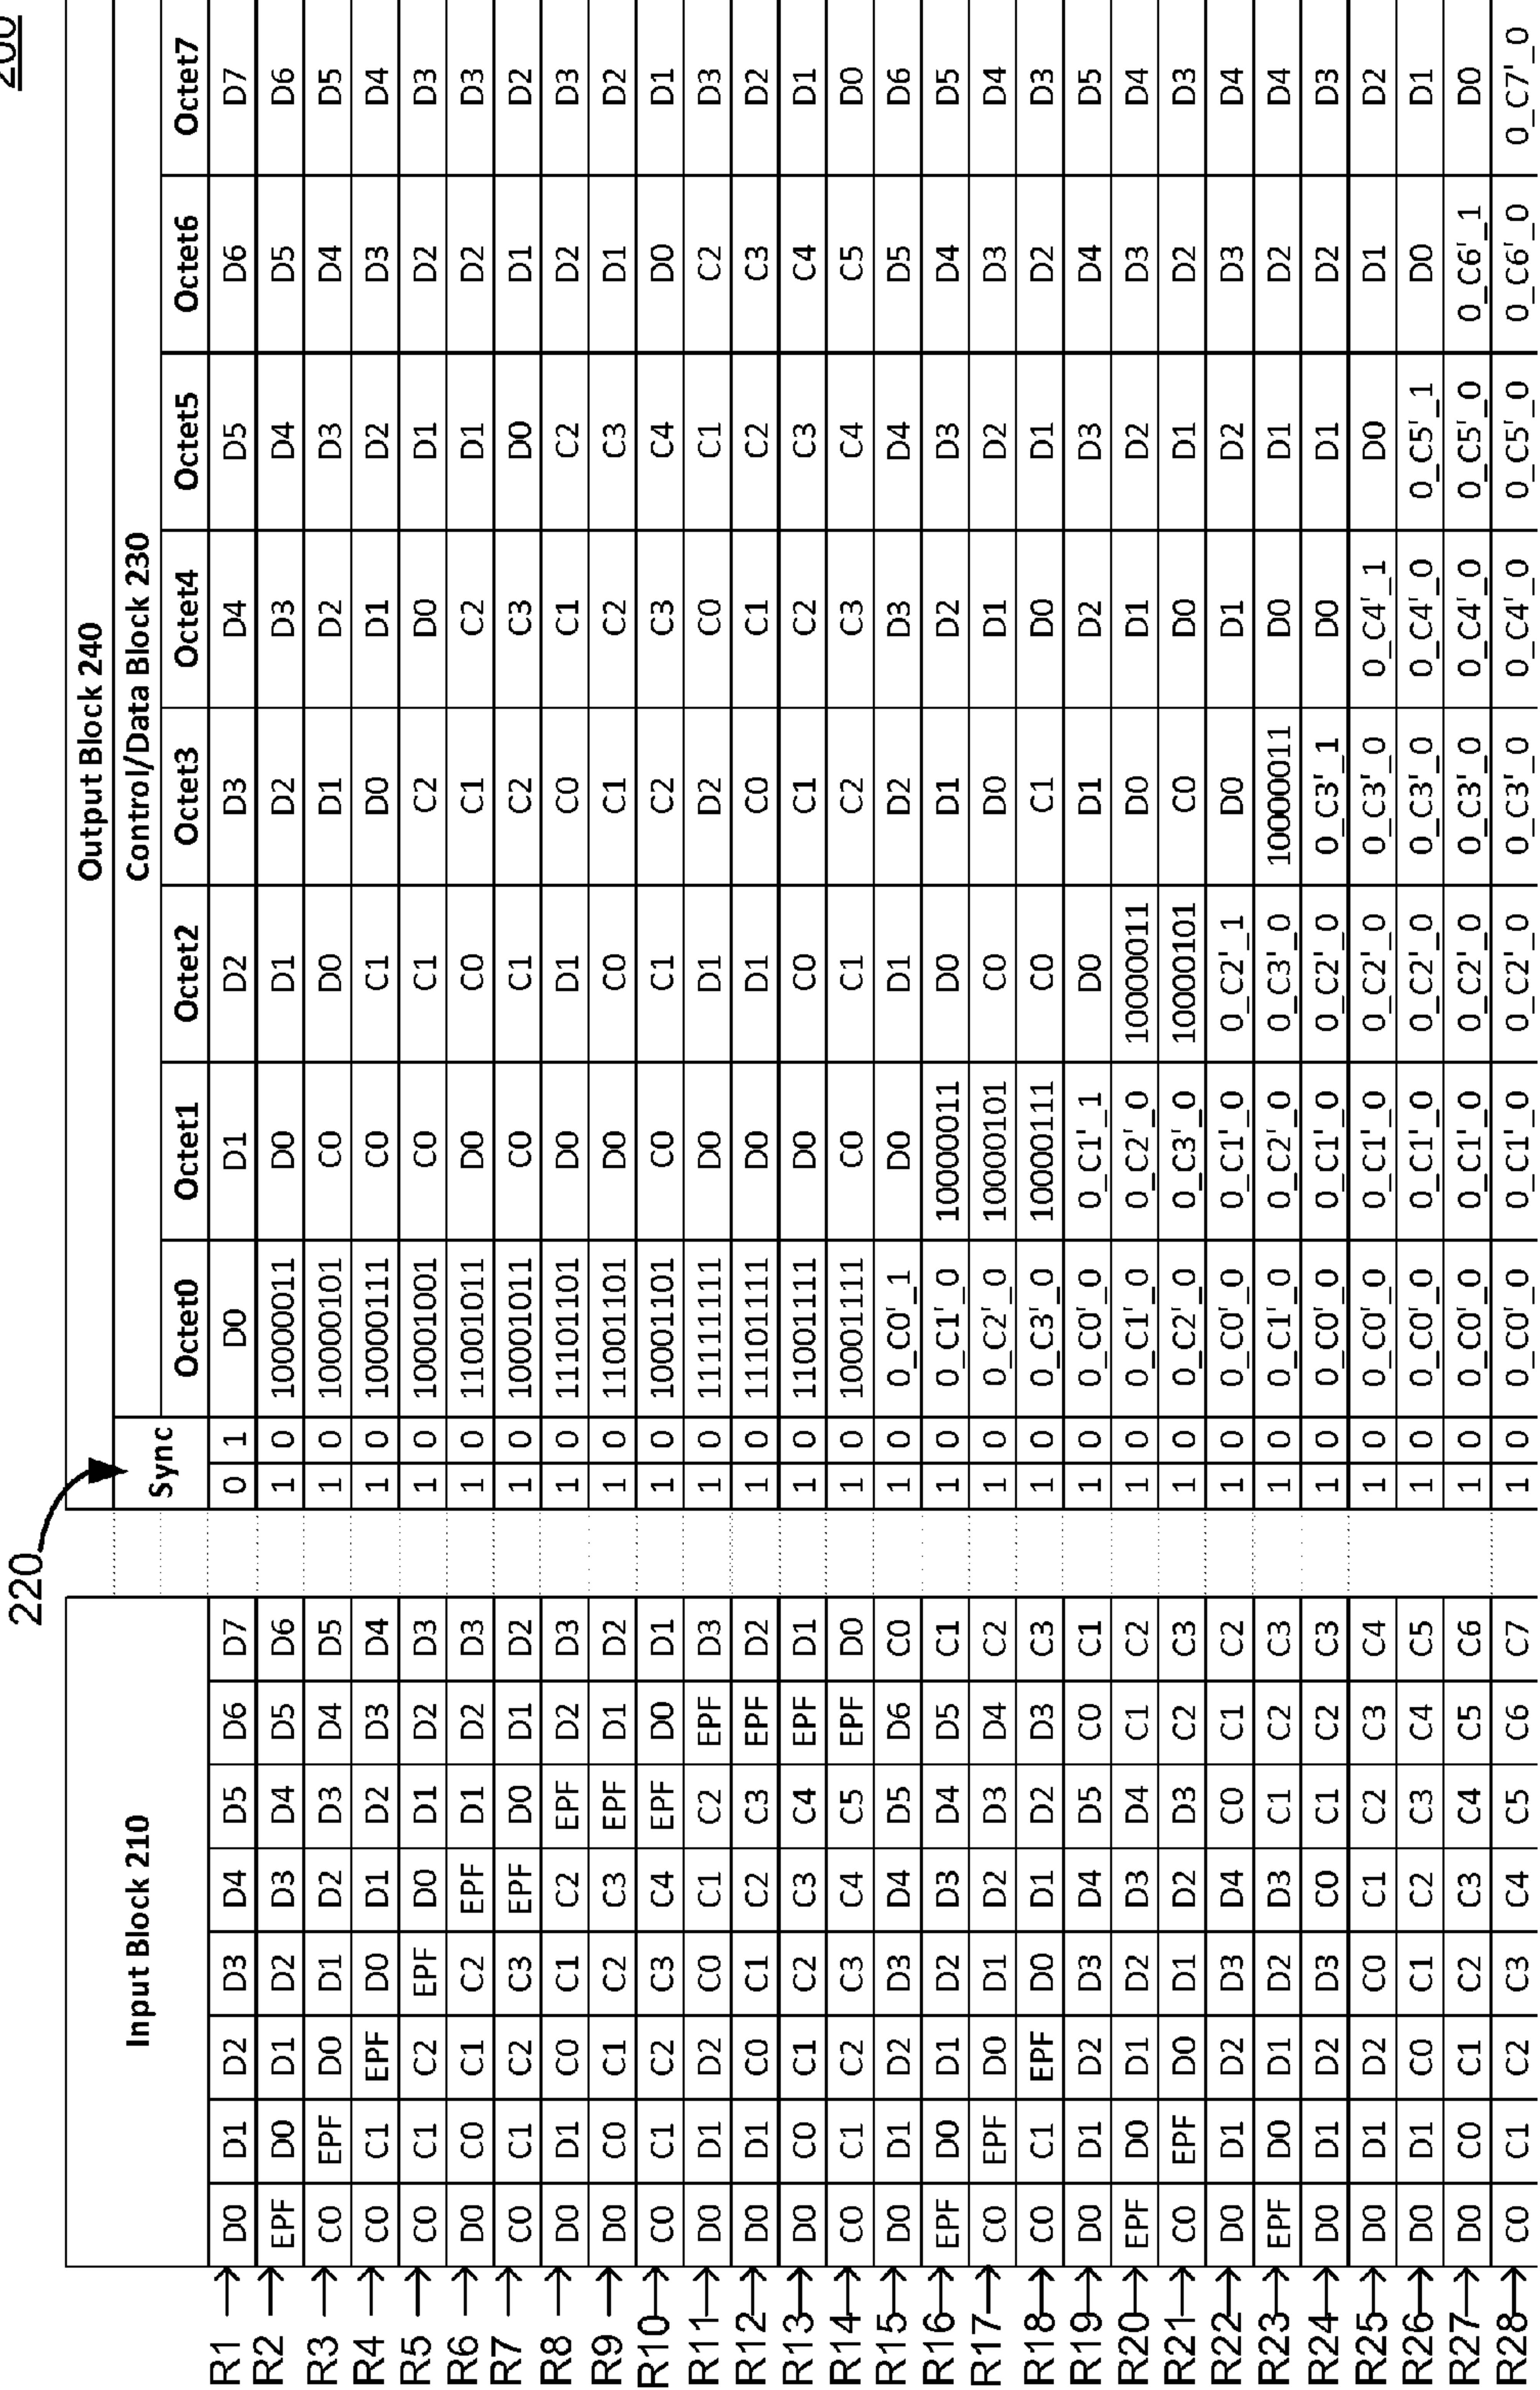 200
220
Input Block 210 Output Block 240
Sync Control/Data Block 230
Octet0 Octet1 Octet2 Octet3 Octet4 Octet5 Octet6 Octet7
R1 D0 D1 D2 D3 D4 D5 D6 D7 0 1 D0 D1 D2 D3 D4 D5 D6 D7
R2 EPF D0 D1 D2 D3 D4 D5 D6 1 0 10000011 D0 D1 D2 D3 D4 D5 D6
R3 C0 EPF D0 D1 D2 D3 D4 D5 1 0 10000101 C0 D0 D1 D2 D3 D4 D5
R4 C0 C1 EPF D0 D1 D2 D3 D4 1 0 10000111 C0 C1 D0 D1 D2 D3 D4
R5 C0 C1 C2 EPF D0 D1 D2 D3 1 0 10001001 C0 C1 C2 D0 D1 D2 D3
R6 D0 C0 C1 C2 EPF D1 D2 D3 1 0 11001011 D0 C0 C1 C2 D1 D2 D3
R7 C0 C1 C2 C3 EPF D0 D1 D2 1 0 10001011 C0 C1 C2 C3 D0 D1 D2
R8 D0 D1 C0 C1 C2 EPF D2 D3 1 0 11101101 D0 D1 C0 C1 C2 D2 D3
R9 D0 C0 C1 C2 C3 EPF D1 D2 1 0 11001101 D0 C0 C1 C2 C3 D1 D2
R10 C0 C1 C2 C3 C4 EPF D0 D1 1 0 10001101 C0 C1 C2 C3 C4 D0 D1
R11 D0 D1 D2 C0 C1 C2 EPF D3 1 0 11111111 D0 D1 D2 C0 C1 C2 D3
R12 D0 D1 C0 C1 C2 C3 EPF D2 1 0 11101111 D0 D1 C0 C1 C2 C3 D2
R13 D0 C0 C1 C2 C3 C4 EPF D1 1 0 11001111 D0 C0 C1 C2 C3 C4 D1
R14 C0 C1 C2 C3 C4 C5 EPF D0 1 0 10001111 C0 C1 C2 C3 C4 C5 D0
R15 D0 D1 D2 D3 D4 D5 D6 C0 1 0 0_C0'_1 D0 D1 D2 D3 D4 D5 D6
R16 EPF D0 D1 D2 D3 D4 D5 C1 1 0 0_C1'_0 10000011 D0 D1 D2 D3 D4 D5
R17 C0 EPF D0 D1 D2 D3 D4 C2 1 0 0_C2'_0 10000101 C0 D0 D1 D2 D3 D4
R18 C0 C1 EPF D0 D1 D2 D3 C3 1 0 0_C3'_0 10000111 C0 C1 D0 D1 D2 D3
R19 D0 D1 D2 D3 D4 D5 C0 C1 1 0 0_C0'_0 0_C1'_1 D0 D1 D2 D3 D4 D5
R20 EPF D0 D1 D2 D3 D4 C1 C2 1 0 0_C1'_0 0_C2'_0 10000011 D0 D1 D2 D3 D4
R21 C0 EPF D0 D1 D2 D3 C2 C3 1 0 0_C2'_0 0_C3'_0 10000101 C0 D0 D1 D2 D3
R22 D0 D1 D2 D3 D4 C0 C1 C2 1 0 0_C0'_0 0_C1'_0 0_C2'_1 D0 D1 D2 D3 D4
R23 EPF D0 D1 D2 D3 C1 C2 C3 1 0 0_C1'_0 0_C2'_0 0_C3'_0 10000011 D0 D1 D2 D4
R24 D0 D1 D2 D3 C0 C1 C2 C3 1 0 0_C0'_0 0_C1'_0 0_C2'_0 0_C3'_1 D0 D1 D2 D3
R25 D0 D1 D2 C0 C1 C2 C3 C4 1 0 0_C0'_0 0_C1'_0 0_C2'_0 0_C3'_0 0_C4'_1 D0 D1 D2
R26 D0 D1 C0 C1 C2 C3 C4 C5 1 0 0_C0'_0 0_C1'_0 0_C2'_0 0_C3'_0 0_C4'_0 0_C5'_1 D0 D1
R27 D0 C0 C1 C2 C3 C4 C5 C6 1 0 0_C0'_0 0_C1'_0 0_C2'_0 0_C3'_0 0_C4'_0 0_C5'_0 0_C6'_1 D0
R28 C0 C1 C2 C3 C4 C5 C6 C7 1 0 0_C0'_0 0_C1'_0 0_C2'_0 0_C3'_0 0_C4'_0 0_C5'_0 0_C6'_0 0_C7'_0